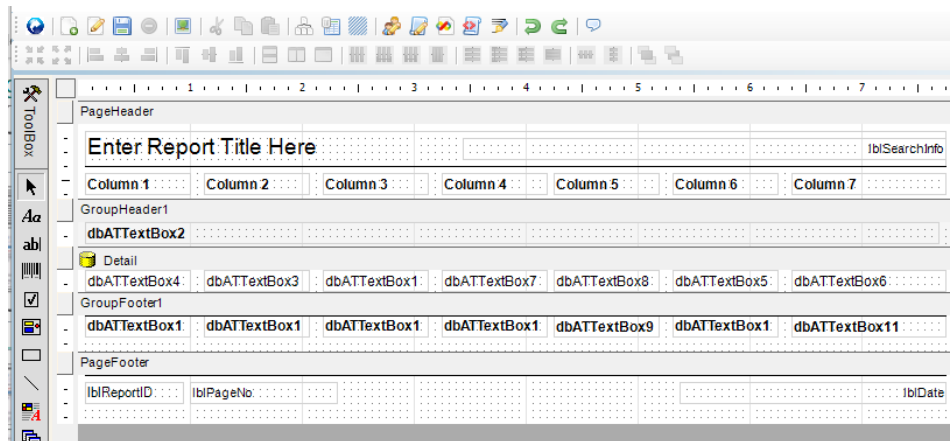 1 2 3 4 5 6 7
ToolBox
PageHeader
Enter Report Title Here lblSearchInfo
Column 1 Column 2 Column 3 Column 4 Column 5 Column 6 Column 7
Aa
GroupHeader1
dbATTextBox2
ab|
Detail
dbATTextBox4 dbATTextBox3 dbATTextBox1 dbATTextBox7 dbATTextBox8 dbATTextBox5 dbATTextBox6
GroupFooter1
dbATTextBox1 dbATTextBox1 dbATTextBox1 dbATTextBox1 dbATTextBox9 dbATTextBox1 dbATTextBox11
PageFooter
lblReportID lblPageNo lblDate
A